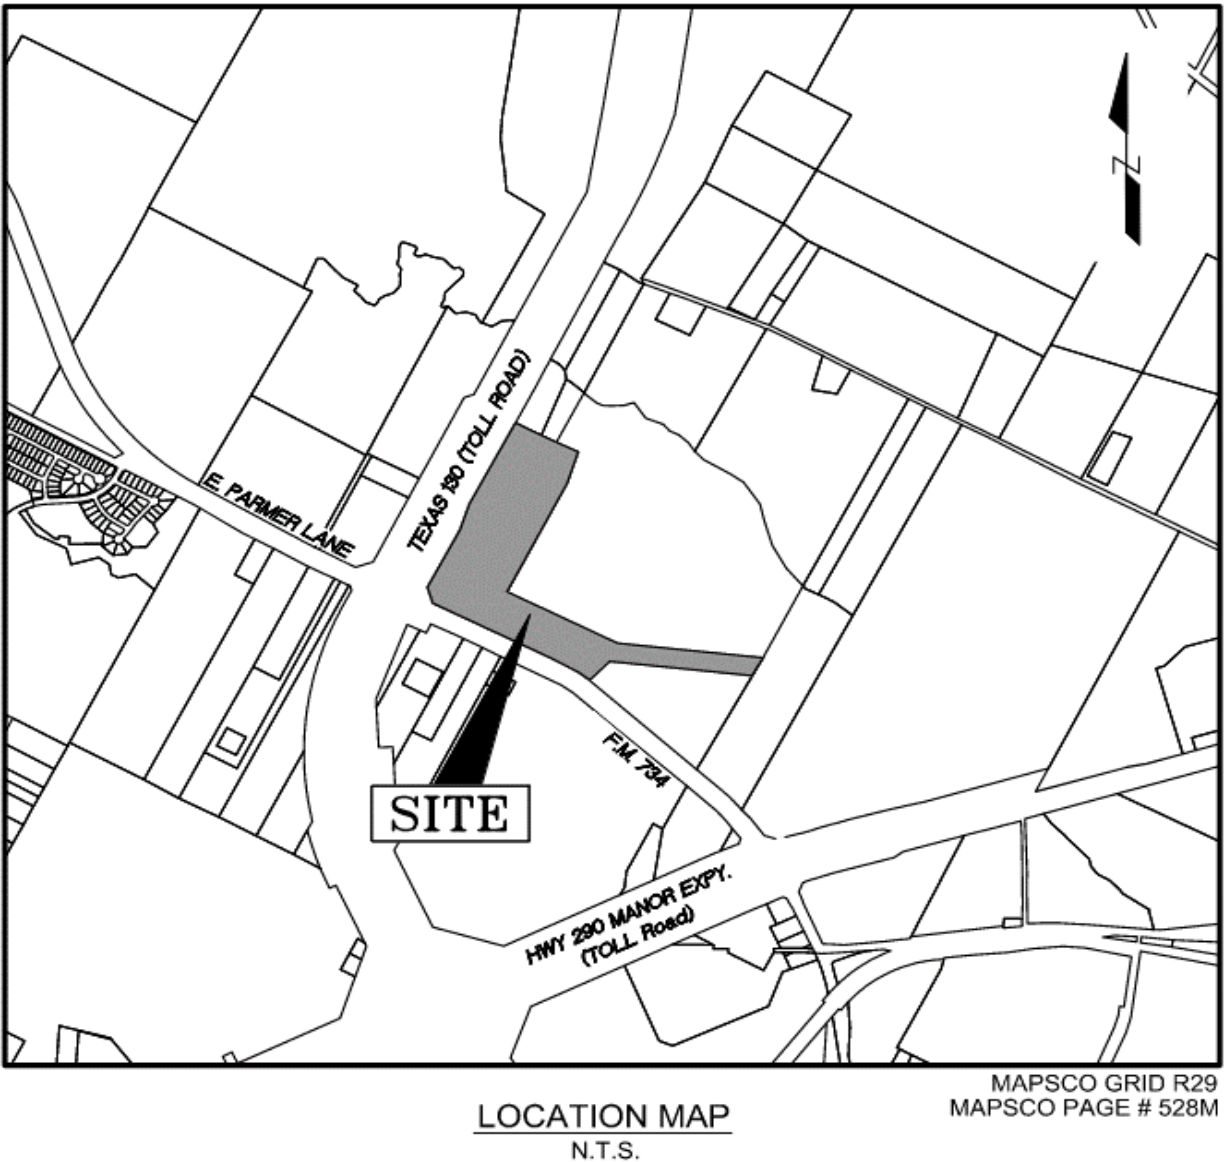 N
TEXAS 130 (TOLL ROAD)
E. PARMER LANE
F.M. 734
SITE
HWY 290 MANOR EXPY.
(TOLL Road)
MAPSCO GRID R29
MAPSCO PAGE # 528M
LOCATION MAP
N.T.S.